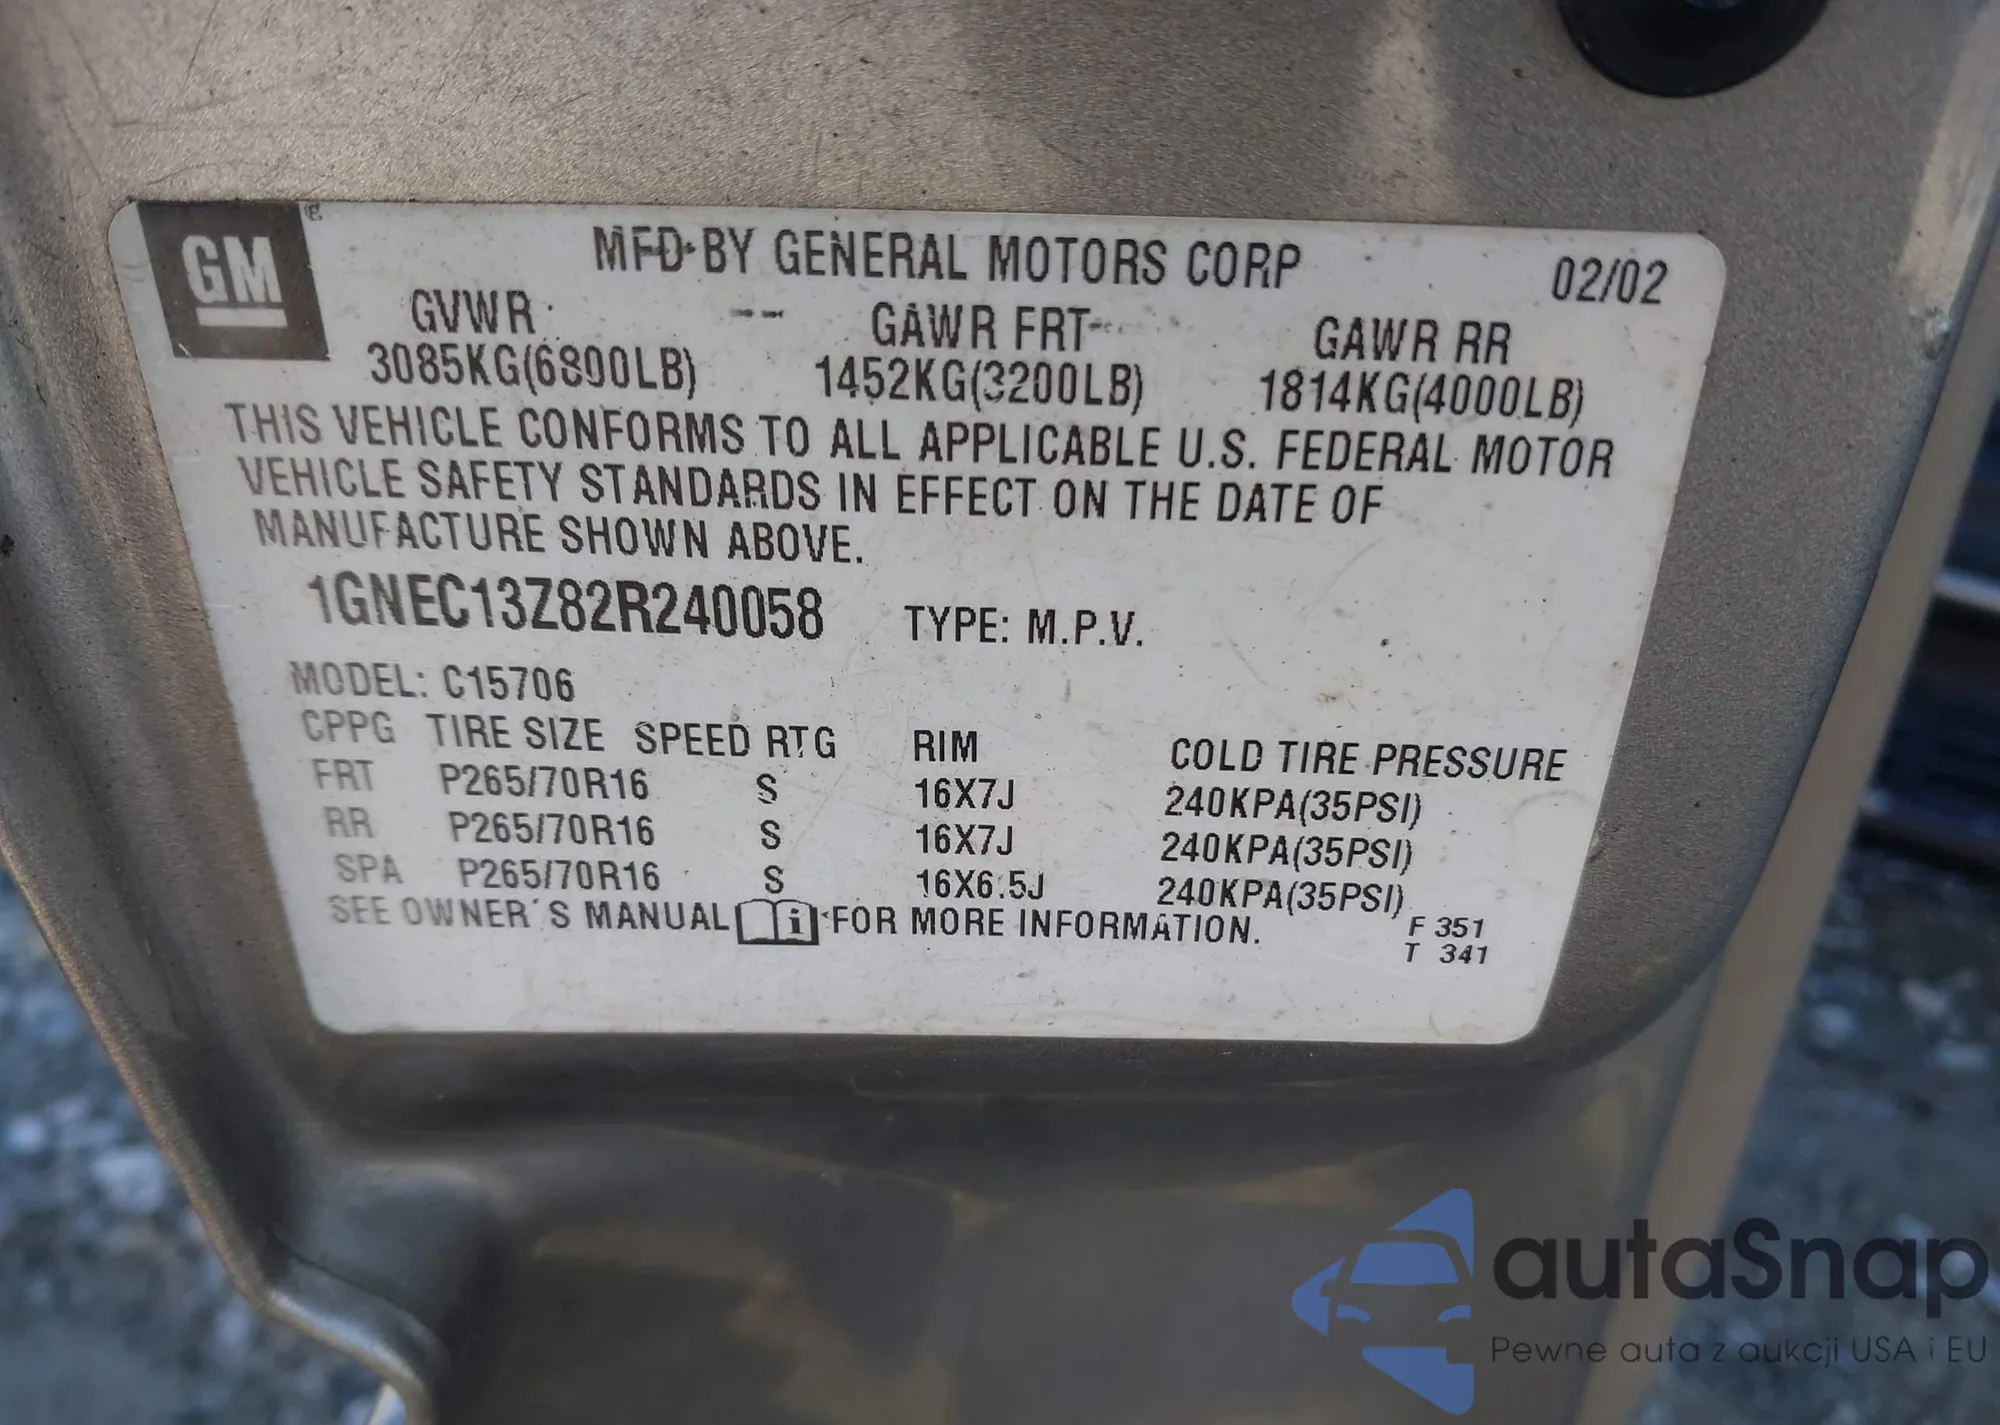 GM
MFD BY GENERAL MOTORS CORP 02/02
GVWR GAWR FRT GAWR RR
3085KG(6800LB) 1452KG(3200LB) 1814KG(4000LB)
THIS VEHICLE CONFORMS TO ALL APPLICABLE U.S. FEDERAL MOTOR
VEHICLE SAFETY STANDARDS IN EFFECT ON THE DATE OF
MANUFACTURE SHOWN ABOVE.
1GNEC13Z82R240058 TYPE: M.P.V.
MODEL: C15706
CPPG TIRE SIZE SPEED RTG RIM COLD TIRE PRESSURE
FRT P265/70R16 S 16X7J 240KPA(35PSI)
RR P265/70R16 S 16X7J 240KPA(35PSI)
SPA P265/70R16 S 16X6.5J 240KPA(35PSI)
SEE OWNER'S MANUAL i FOR MORE INFORMATION.
F 351
T 341
autaSnap
Pewne auta z aukcji USA i EU